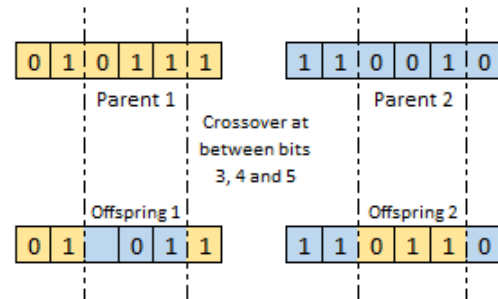 0 1 0 1 1 1
1 1 0 0 1 0
Parent 1
Parent 2
Crossover at
between bits
3, 4 and 5
Offspring 1
Offspring 2
0 1 0 1 1
1 1 0 1 1 0